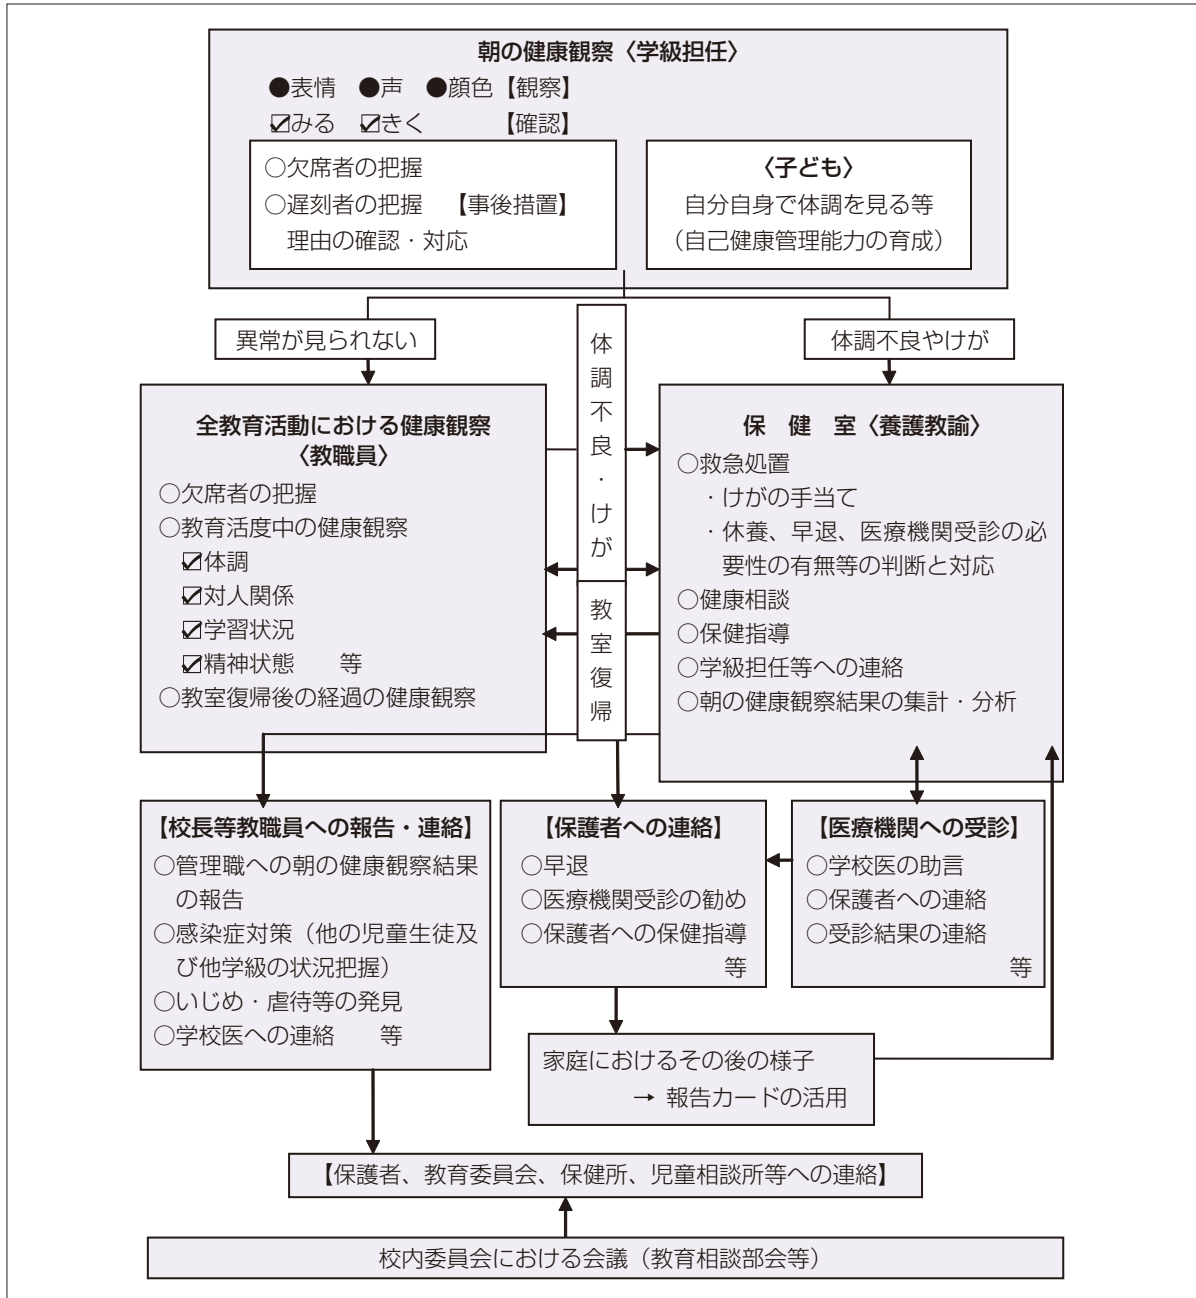 朝の健康観察〈学級担任〉
●表情　●声　●顔色【観察】
☑みる　☑きく　　　【確認】
○欠席者の把握
○遅刻者の把握　【事後措置】
理由の確認・対応
〈子ども〉
自分自身で体調を見る等
（自己健康管理能力の育成）
異常が見られない
体調不良・けが
体調不良やけが
全教育活動における健康観察
〈教職員〉
○欠席者の把握
○教育活度中の健康観察
☑体調
☑対人関係
☑学習状況
☑精神状態　　等
○教室復帰後の経過の健康観察
教室復帰
保　健　室〈養護教諭〉
○救急処置
・けがの手当て
・休養、早退、医療機関受診の必
要性の有無等の判断と対応
○健康相談
○保健指導
○学級担任等への連絡
○朝の健康観察結果の集計・分析
【校長等教職員への報告・連絡】
○管理職への朝の健康観察結果
の報告
○感染症対策（他の児童生徒及
び他学級の状況把握）
○いじめ・虐待等の発見
○学校医への連絡　　等
【保護者への連絡】
○早退
○医療機関受診の勧め
○保護者への保健指導
等
【医療機関への受診】
○学校医の助言
○保護者への連絡
○受診結果の連絡
等
家庭におけるその後の様子
→ 報告カードの活用
【保護者、教育委員会、保健所、児童相談所等への連絡】
校内委員会における会議（教育相談部会等）